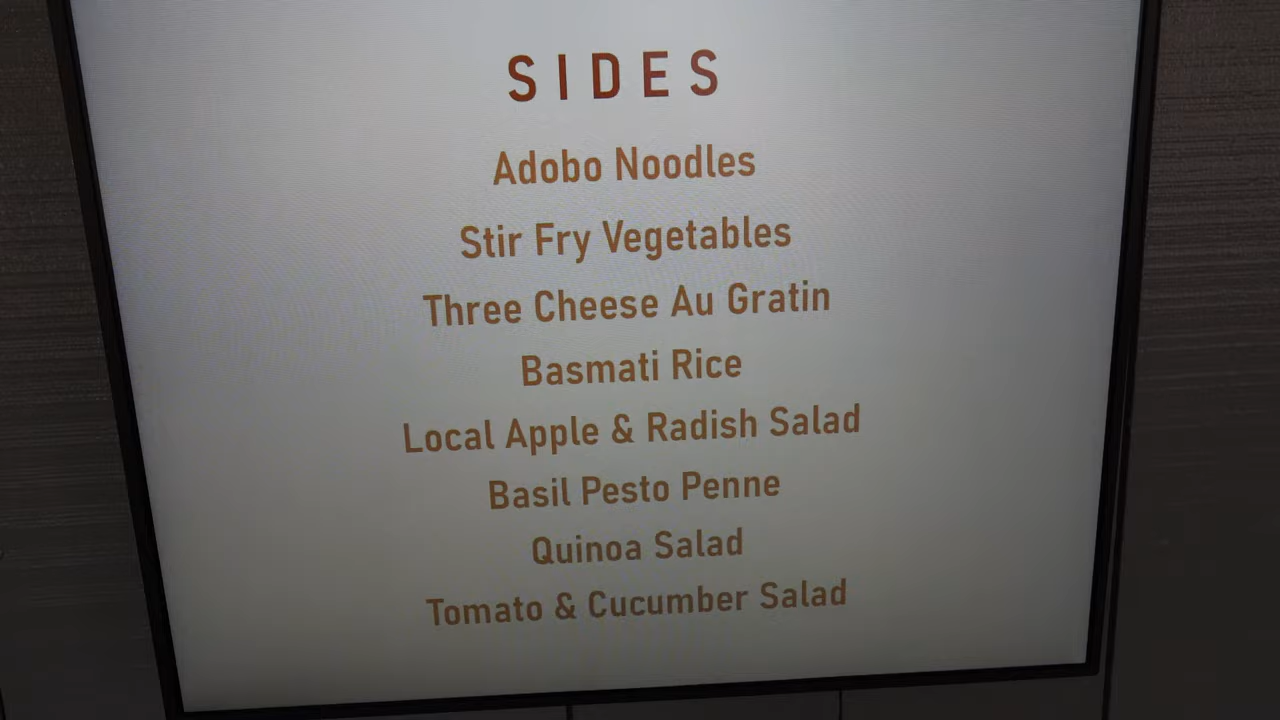 SIDES
Adobo Noodles
Stir Fry Vegetables
Three Cheese Au Gratin
Basmati Rice
Local Apple & Radish Salad
Basil Pesto Penne
Quinoa Salad
Tomato & Cucumber Salad